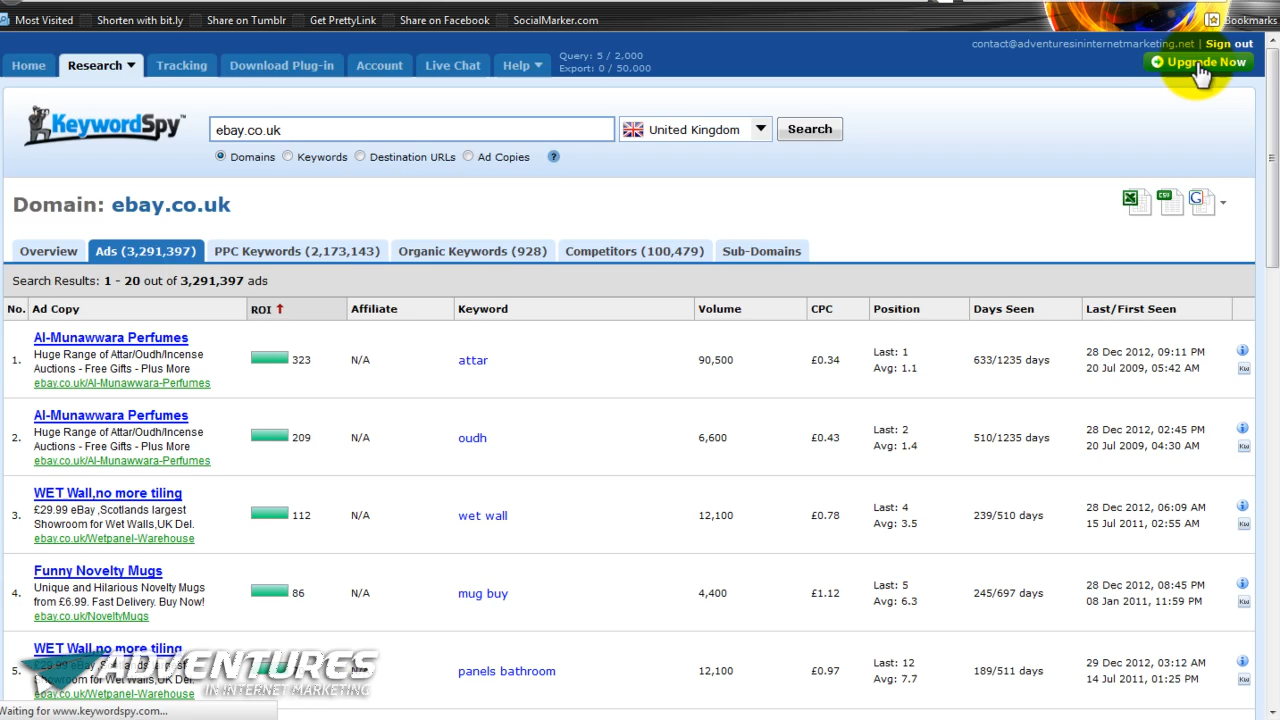 Most Visited Shorten with bit.ly Share on Tumblr Get PrettyLink Share on Facebook SocialMarker.com Bookmarks
contact@adventuresininternetmarketing.net | Sign out
Home Research Tracking Download Plug-in Account Live Chat Help
Query: 5 / 2,000
Export: 0 / 50,000
Upgrade Now
KeywordSpy™
ebay.co.uk United Kingdom Search
Domains Keywords Destination URLs Ad Copies ?
Domain: ebay.co.uk
Overview Ads (3,291,397) PPC Keywords (2,173,143) Organic Keywords (928) Competitors (100,479) Sub-Domains
Search Results: 1 - 20 out of 3,291,397 ads
No. Ad Copy ROI Affiliate Keyword Volume CPC Position Days Seen Last/First Seen
1. Al-Munawwara Perfumes
Huge Range of Attar/Oudh/Incense
Auctions - Free Gifts - Plus More
ebay.co.uk/Al-Munawwara-Perfumes
323 N/A attar 90,500 £0.34
Last: 1
Avg: 1.1
633/1235 days
28 Dec 2012, 09:11 PM
20 Jul 2009, 05:42 AM
2. Al-Munawwara Perfumes
Huge Range of Attar/Oudh/Incense
Auctions - Free Gifts - Plus More
ebay.co.uk/Al-Munawwara-Perfumes
209 N/A oudh 6,600 £0.43
Last: 2
Avg: 1.4
510/1235 days
28 Dec 2012, 02:45 PM
20 Jul 2009, 04:30 AM
3. WET Wall,no more tiling
£29.99 eBay ,Scotlands largest
Showroom for Wet Walls,UK Del.
ebay.co.uk/Wetpanel-Warehouse
112 N/A wet wall 12,100 £0.78
Last: 4
Avg: 3.5
239/510 days
28 Dec 2012, 06:09 AM
15 Jul 2011, 02:55 AM
4. Funny Novelty Mugs
Unique and Hilarious Novelty Mugs
from £6.99. Fast Delivery. Buy Now!
ebay.co.uk/NoveltyMugs
86 N/A mug buy 4,400 £1.12
Last: 5
Avg: 6.3
245/697 days
28 Dec 2012, 08:45 PM
08 Jan 2011, 11:59 PM
5. WET Wall,no more tiling
Showroom for Wet Walls,UK Del.
ebay.co.uk/Wetpanel-Warehouse
N/A panels bathroom 12,100 £0.97
Last: 12
Avg: 7.7
189/511 days
29 Dec 2012, 03:12 AM
14 Jul 2011, 01:25 PM
ADVENTURES
IN INTERNET MARKETING
Waiting for www.keywordspy.com...